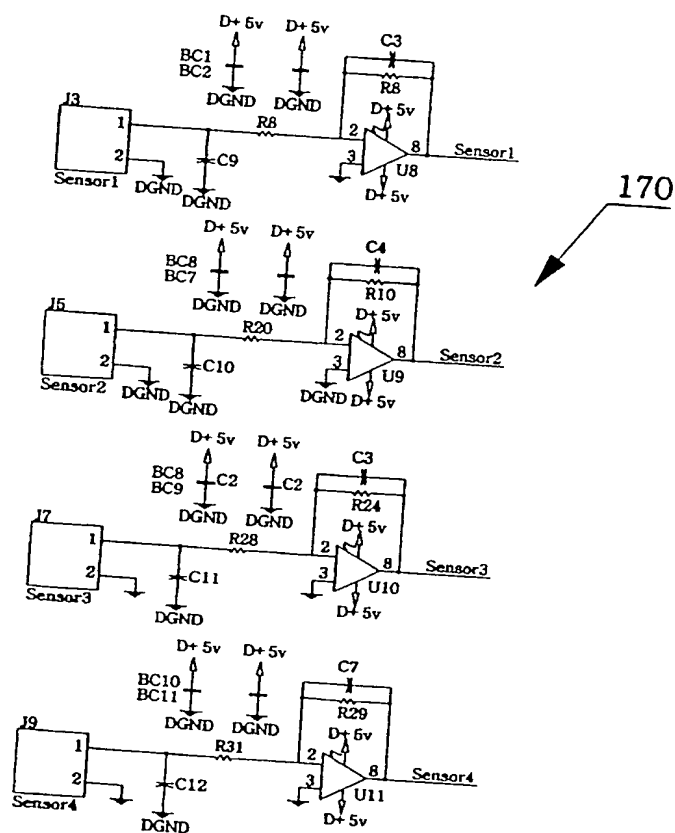 D+ 5v D+ 5v
C3
BC1
BC2
R8
DGND DGND
D+ 5v
J3
1
R8
2
8
Sensor1
3
U8
2
C9
D+ 5v
Sensor1
DGND
DGND
170
D+ 5v D+ 5v
C4
BC8
BC7
R10
DGND DGND
D+ 5v
J5
1
R20
2
8
Sensor2
3
U9
2
C10
DGND
D+ 5v
Sensor2
DGND
DGND
D+ 5v D+ 5v
C3
BC8
BC9
C2
C2
R24
DGND DGND
D+ 5v
J7
1
R28
2
8
Sensor3
3
U10
2
C11
D+ 5v
Sensor3
DGND
D+ 5v D+ 5v
C7
BC10
BC11
R29
DGND DGND
D+ 5v
J9
1
R31
2
8
Sensor4
3
U11
2
C12
D+ 5v
Sensor4
DGND